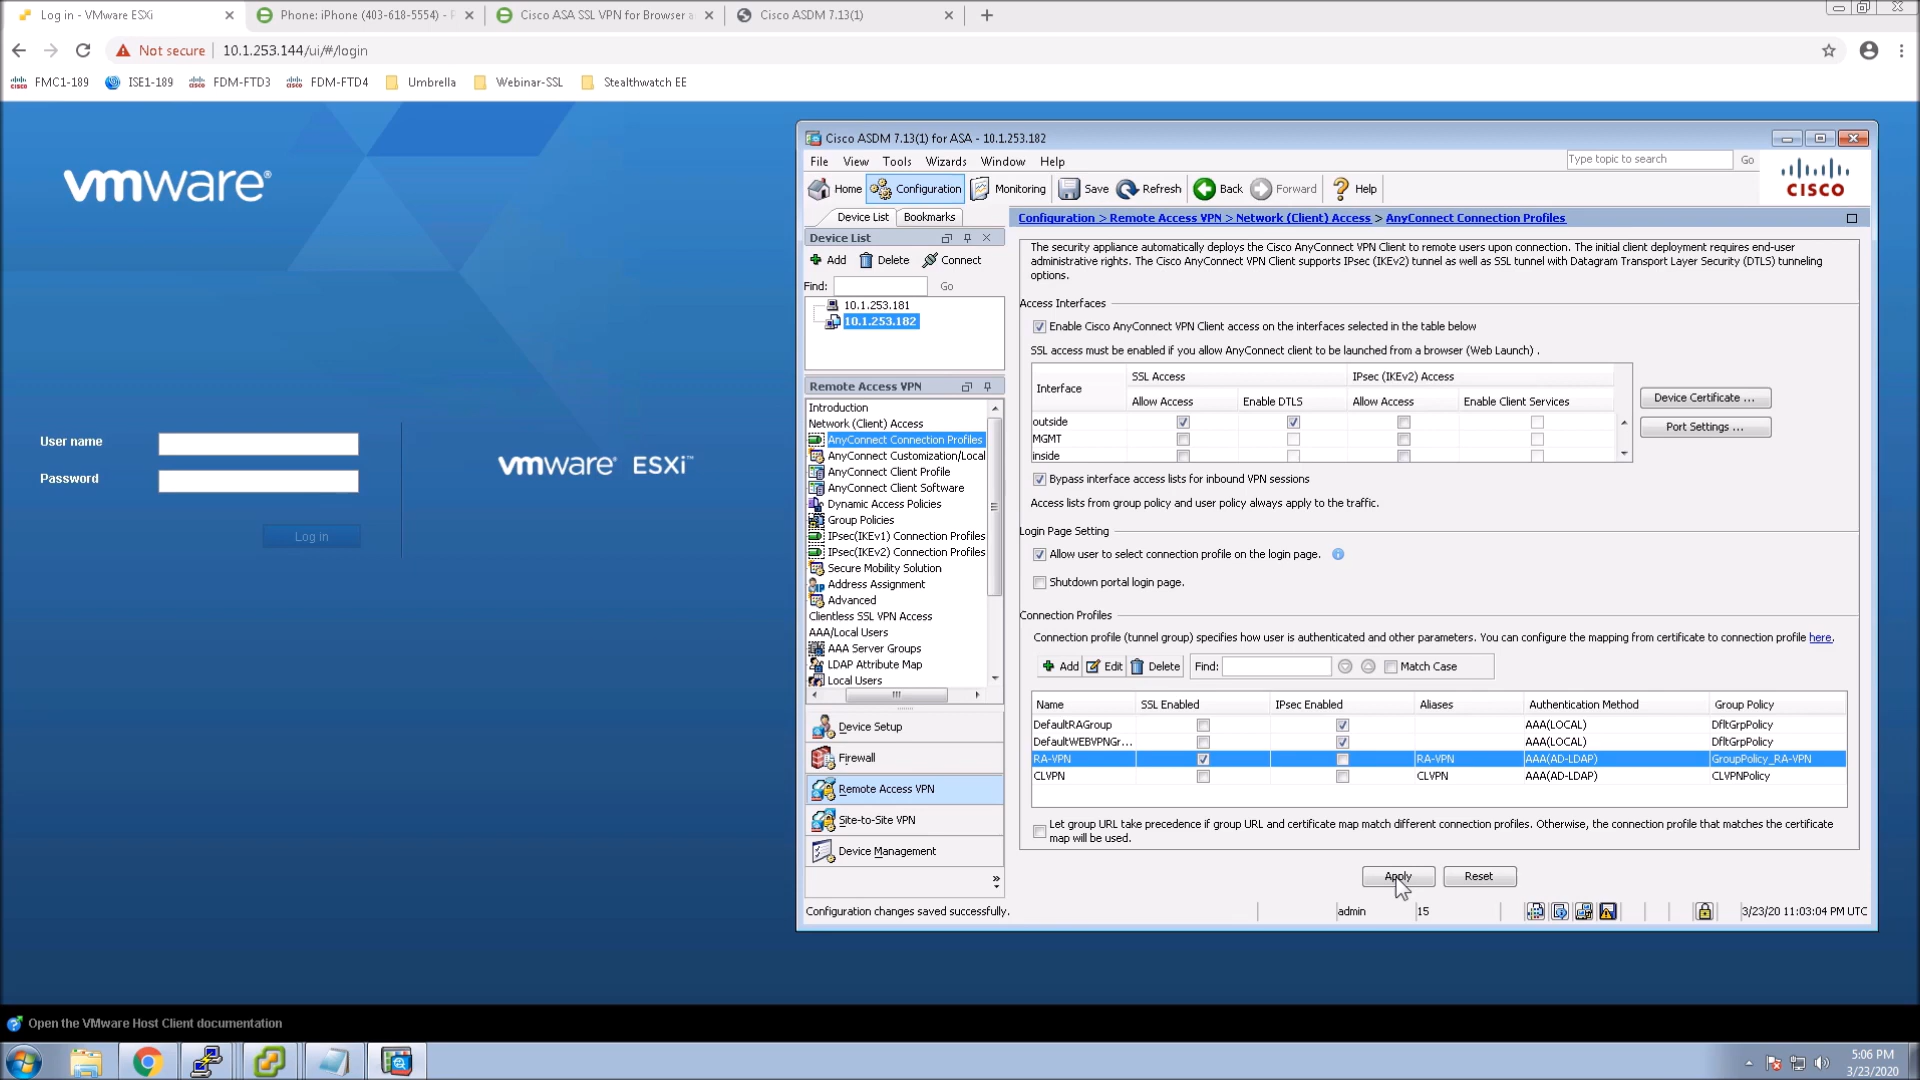 Log in - VMware ESXi
Phone: iPhone (403-618-5554) - P
Cisco ASA SSL VPN for Browser a
Cisco ASDM 7.13(1)
Not secure
10.1.253.144/ui/#/login
FMC1-189
ISE1-189
FDM-FTD3
FDM-FTD4
Umbrella
Webinar-SSL
Stealthwatch EE
vmware®
User name
Password
Log in
vmware® ESXi™
Cisco ASDM 7.13(1) for ASA - 10.1.253.182
File View Tools Wizards Window Help
Type topic to search
Go
CISCO
Home Configuration Monitoring Save Refresh Back Forward Help
Device List Bookmarks
Device List
Add Delete Connect
Find: Go
10.1.253.181
10.1.253.182
Remote Access VPN
Introduction
Network (Client) Access
AnyConnect Connection Profiles
AnyConnect Customization/Local
AnyConnect Client Profile
AnyConnect Client Software
Dynamic Access Policies
Group Policies
IPsec(IKEv1) Connection Profiles
IPsec(IKEv2) Connection Profiles
Secure Mobility Solution
Address Assignment
Advanced
Clientless SSL VPN Access
AAA/Local Users
AAA Server Groups
LDAP Attribute Map
Local Users
Device Setup
Firewall
Remote Access VPN
Site-to-Site VPN
Device Management
Configuration > Remote Access VPN > Network (Client) Access > AnyConnect Connection Profiles
The security appliance automatically deploys the Cisco AnyConnect VPN Client to remote users upon connection. The initial client deployment requires end-user
administrative rights. The Cisco AnyConnect VPN Client supports IPsec (IKEv2) tunnel as well as SSL tunnel with Datagram Transport Layer Security (DTLS) tunneling
options.
Access Interfaces
Enable Cisco AnyConnect VPN Client access on the interfaces selected in the table below
SSL access must be enabled if you allow AnyConnect client to be launched from a browser (Web Launch) .
Interface
SSL Access
IPsec (IKEv2) Access
Allow Access
Enable DTLS
Allow Access
Enable Client Services
outside
MGMT
inside
Device Certificate ...
Port Settings ...
Bypass interface access lists for inbound VPN sessions
Access lists from group policy and user policy always apply to the traffic.
Login Page Setting
Allow user to select connection profile on the login page.
Shutdown portal login page.
Connection Profiles
Connection profile (tunnel group) specifies how user is authenticated and other parameters. You can configure the mapping from certificate to connection profile here.
Add Edit Delete Find: Match Case
Name SSL Enabled IPsec Enabled Aliases Authentication Method Group Policy
DefaultRAGroup AAA(LOCAL) DfltGrpPolicy
DefaultWEBVPNGr... AAA(LOCAL) DfltGrpPolicy
RA-VPN RA-VPN AAA(AD-LDAP) GroupPolicy_RA-VPN
CLVPN CLVPN AAA(AD-LDAP) CLVPNPolicy
Let group URL take precedence if group URL and certificate map match different connection profiles. Otherwise, the connection profile that matches the certificate
map will be used.
Apply Reset
Configuration changes saved successfully.
admin
15
3/23/20 11:03:04 PM UTC
Open the VMware Host Client documentation
5:06 PM
3/23/2020